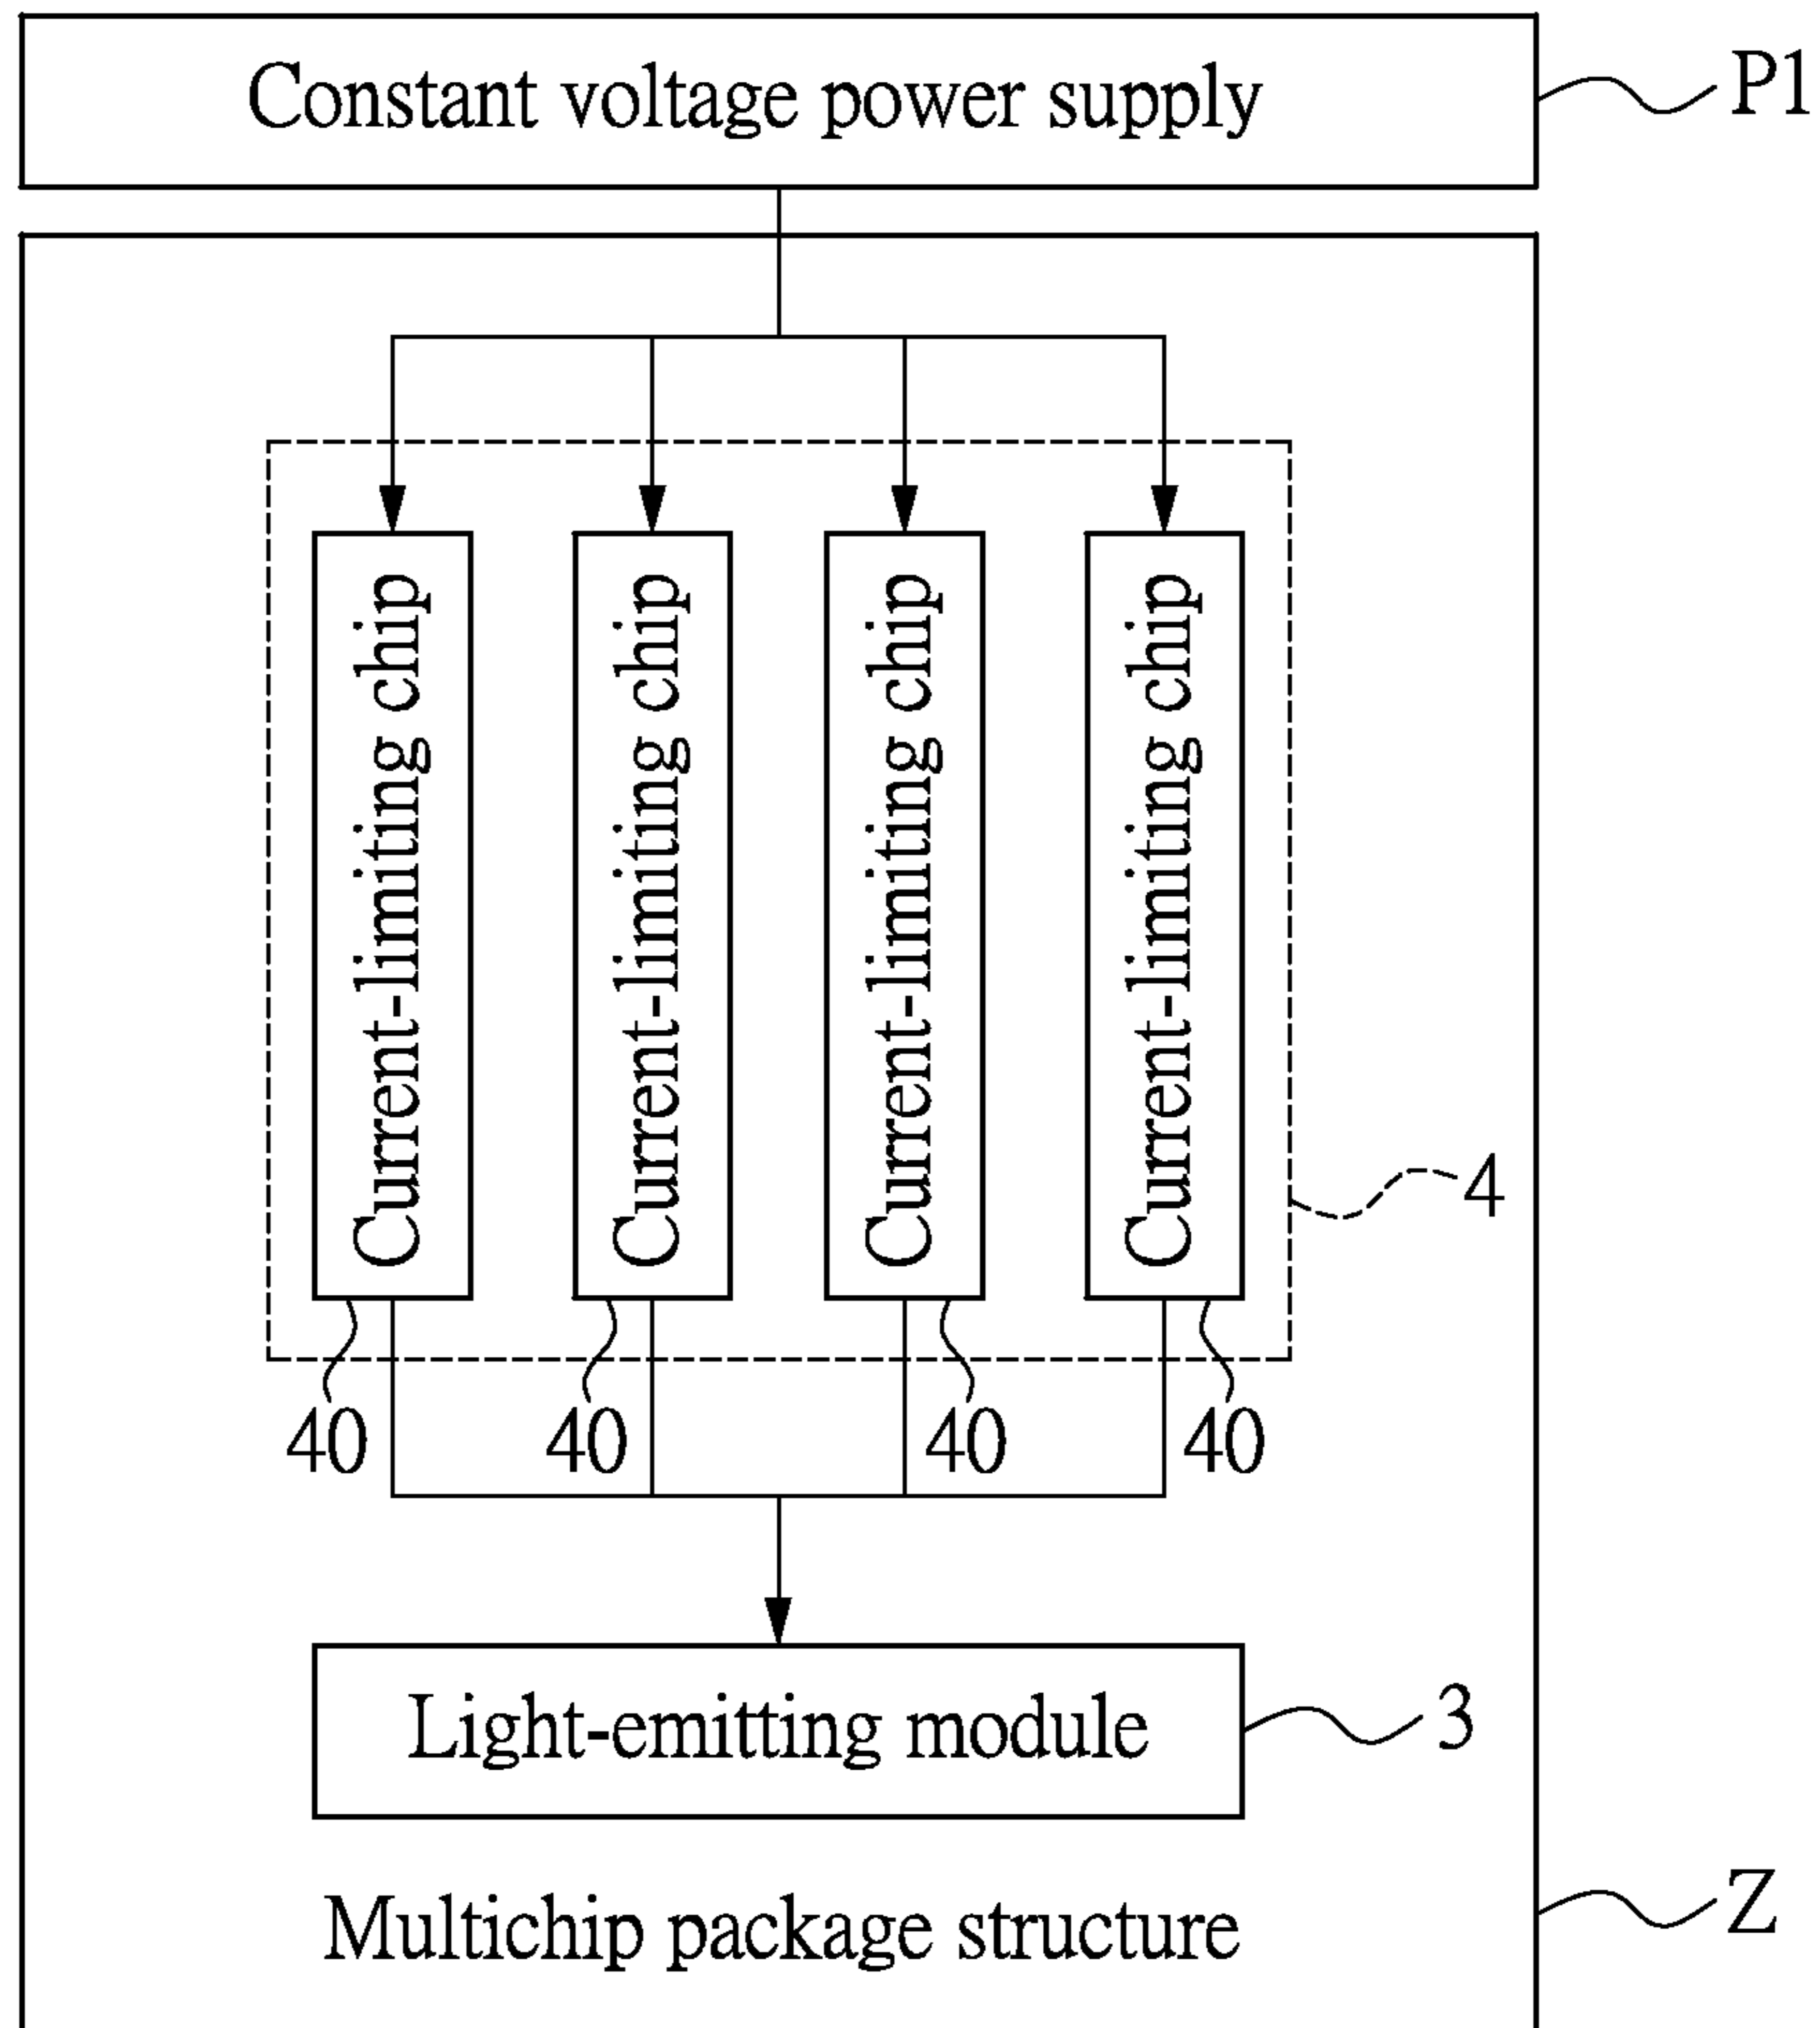 Constant voltage power supply
P1
Current-limiting chip
Current-limiting chip
Current-limiting chip
Current-limiting chip
4
40
40
40
40
Light-emitting module
3
Multichip package structure
Z